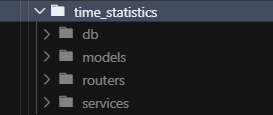 time_statistics
db
models
routers
services